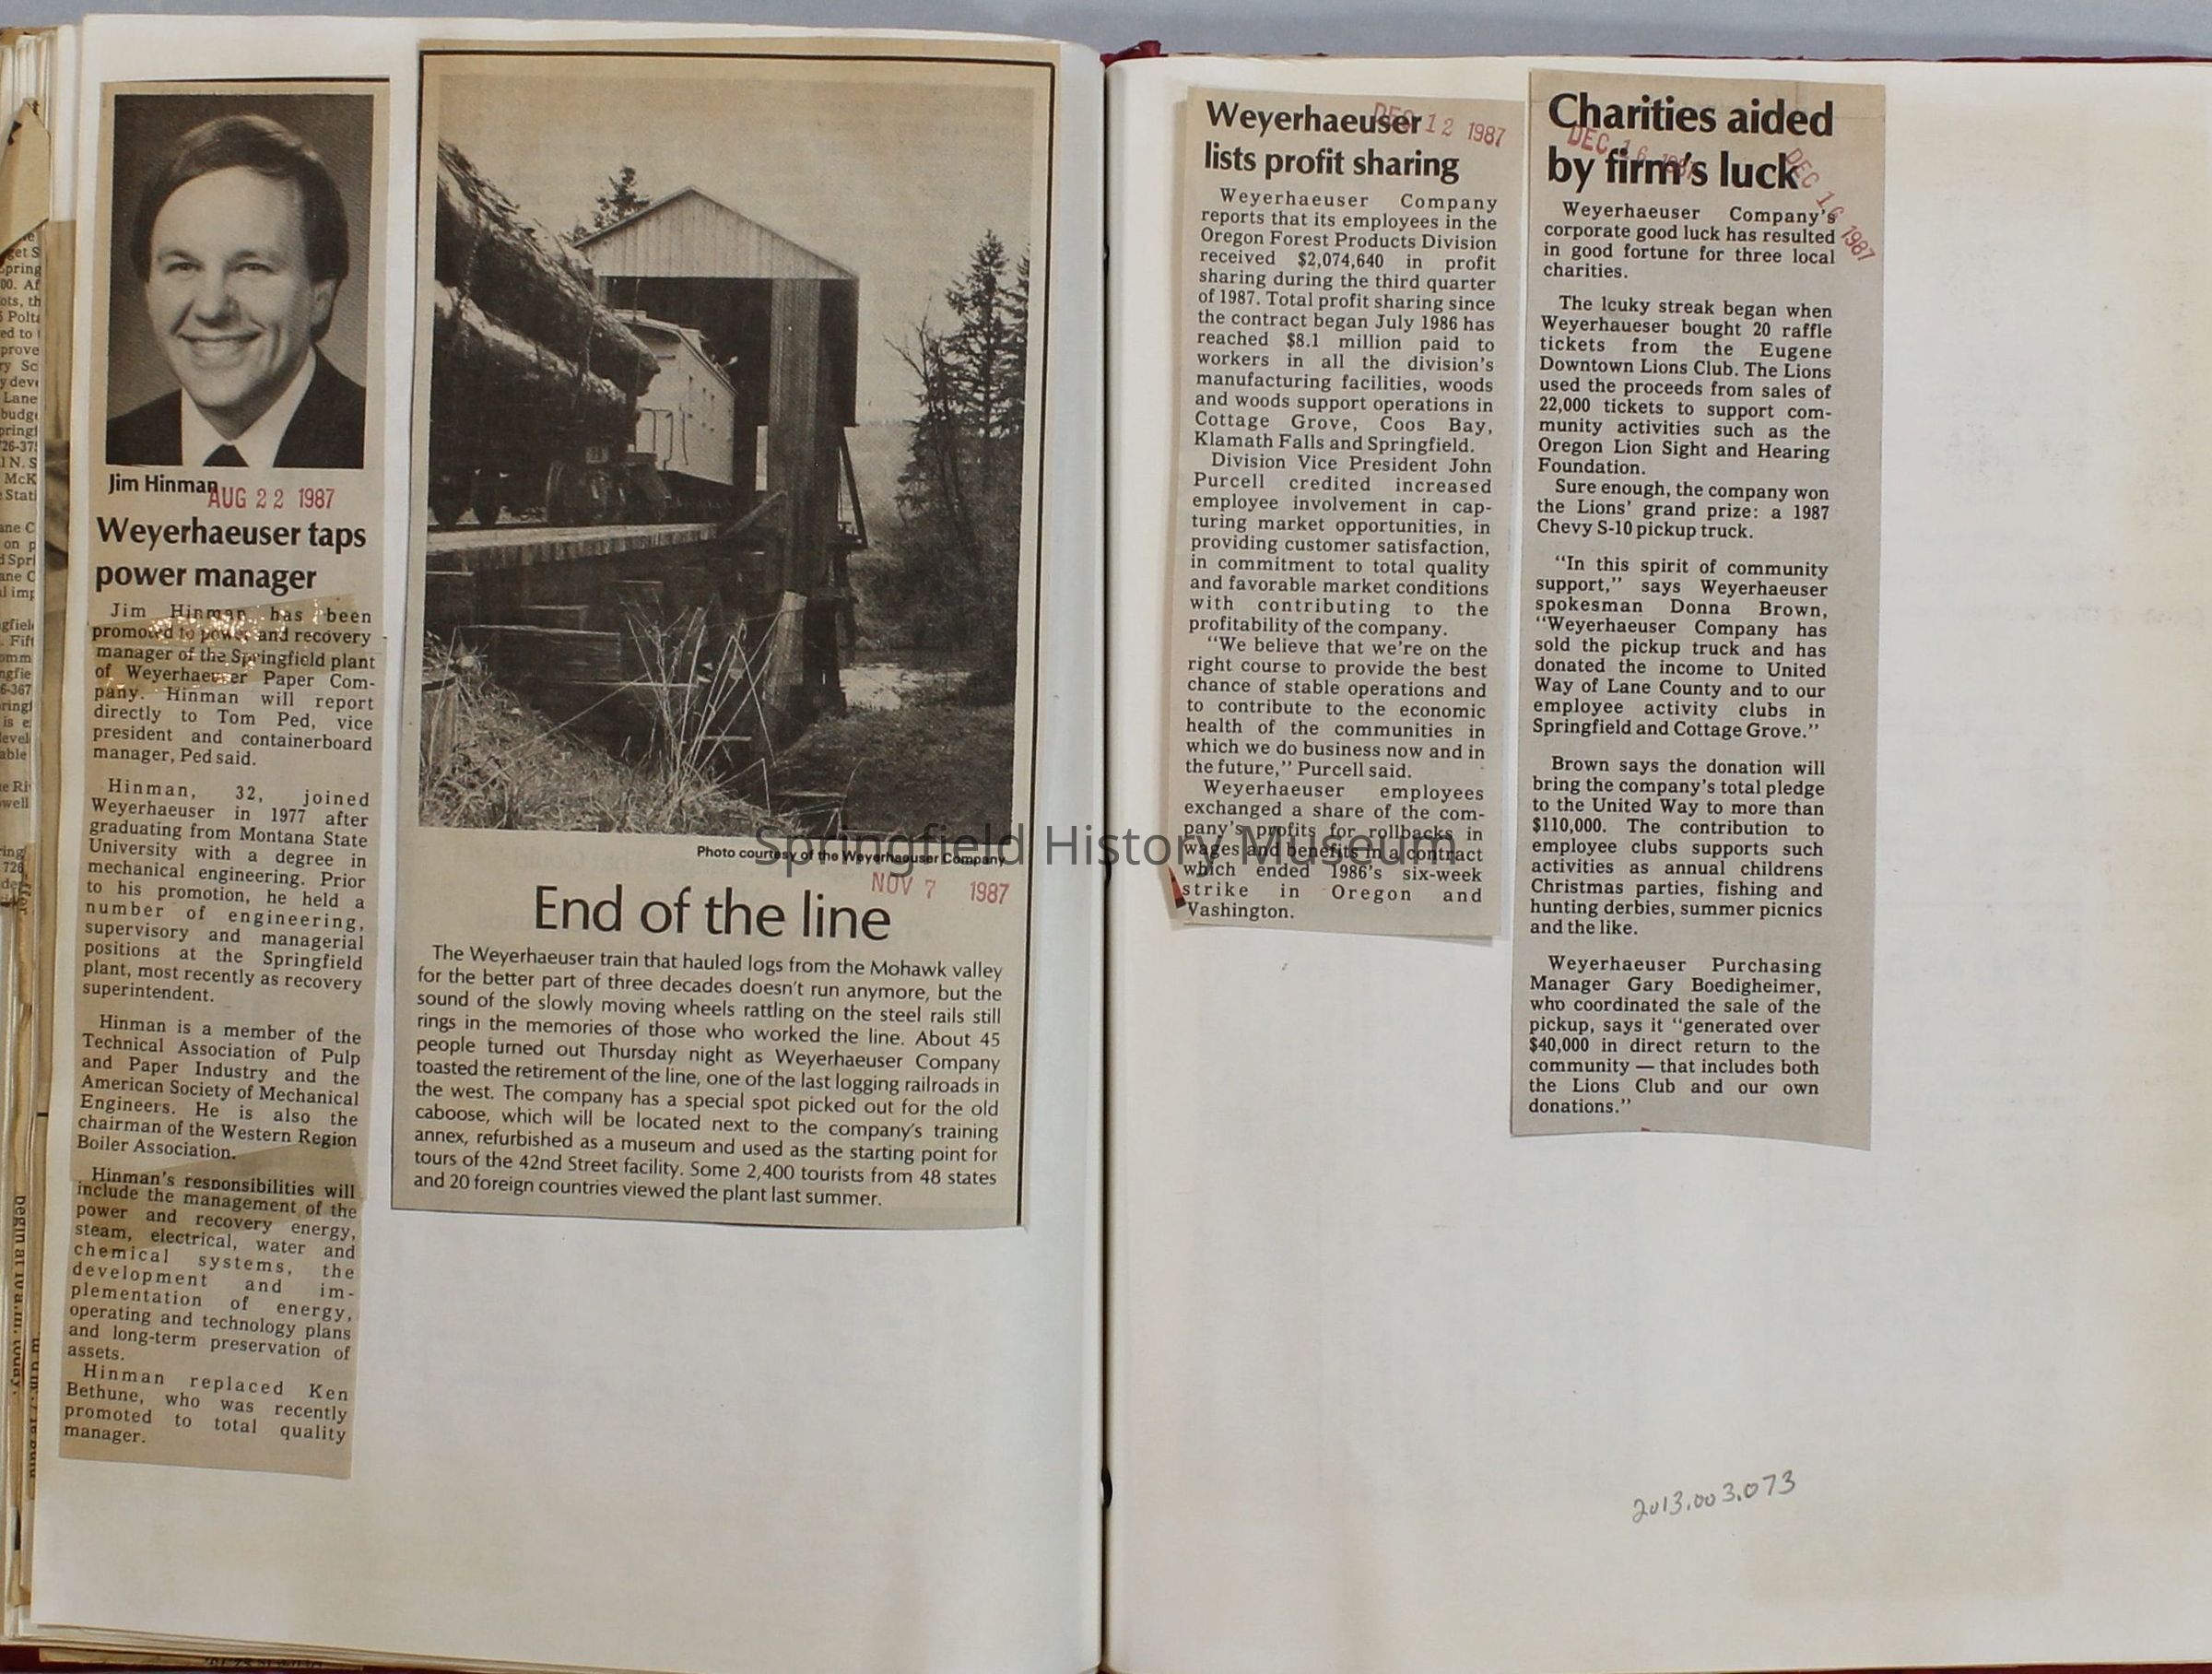 Jim Hinman
AUG 22 1987
Weyerhaeuser taps
power manager
Jim Hinman has been
promoted to power and recovery
manager of the Springfield plant
of Weyerhaeuser Paper Com-
pany. Hinman will report
directly to Tom Ped, vice
president and containerboard
manager, Ped said.
Hinman, 32, joined
Weyerhaeuser in 1977 after
graduating from Montana State
University with a degree in
mechanical engineering. Prior
to his promotion, he held a
number of engineering,
supervisory and managerial
positions at the Springfield
plant, most recently as recovery
superintendent.
Hinman is a member of the
Technical Association of Pulp
and Paper Industry and the
American Society of Mechanical
Engineers. He is also the
chairman of the Western Region
Boiler Association.
Hinman's responsibilities will
include the management of the
power and recovery energy,
steam, electrical, water and
chemical systems, the
development and im-
plementation of energy,
operating and technology plans
and long-term preservation of
assets.
Hinman replaced Ken
Bethune, who was recently
promoted to total quality
manager.
Photo courtesy of the Weyerhaeuser Company
NOV 7 1987
End of the line
The Weyerhaeuser train that hauled logs from the Mohawk valley
for the better part of three decades doesn't run anymore, but the
sound of the slowly moving wheels rattling on the steel rails still
rings in the memories of those who worked the line. About 45
people turned out Thursday night as Weyerhaeuser Company
toasted the retirement of the line, one of the last logging railroads in
the west. The company has a special spot picked out for the old
caboose, which will be located next to the company's training
annex, refurbished as a museum and used as the starting point for
tours of the 42nd Street facility. Some 2,400 tourists from 48 states
and 20 foreign countries viewed the plant last summer.
Springfield History Museum
DEC 12 1987
Weyerhaeuser
lists profit sharing
Weyerhaeuser Company
reports that its employees in the
Oregon Forest Products Division
received $2,074,640 in profit
sharing during the third quarter
of 1987. Total profit sharing since
the contract began July 1986 has
reached $8.1 million paid to
workers in all the division's
manufacturing facilities, woods
and woods support operations in
Cottage Grove, Coos Bay,
Klamath Falls and Springfield.
Division Vice President John
Purcell credited increased
employee involvement in cap-
turing market opportunities, in
providing customer satisfaction,
in commitment to total quality
and favorable market conditions
with contributing to the
profitability of the company.
"We believe that we're on the
right course to provide the best
chance of stable operations and
to contribute to the economic
health of the communities in
which we do business now and in
the future," Purcell said.
Weyerhaeuser employees
exchanged a share of the com-
pany's profits for rollbacks in
wages and benefits in a contract
which ended 1986's six-week
strike in Oregon and
Washington.
Charities aided
by firm's luck
DEC 16 1987
DEC 16 1987
Weyerhaeuser Company's
corporate good luck has resulted
in good fortune for three local
charities.
The lcuky streak began when
Weyerhaueser bought 20 raffle
tickets from the Eugene
Downtown Lions Club. The Lions
used the proceeds from sales of
22,000 tickets to support com-
munity activities such as the
Oregon Lion Sight and Hearing
Foundation.
Sure enough, the company won
the Lions' grand prize: a 1987
Chevy S-10 pickup truck.
"In this spirit of community
support," says Weyerhaeuser
spokesman Donna Brown,
"Weyerhaeuser Company has
sold the pickup truck and has
donated the income to United
Way of Lane County and to our
employee activity clubs in
Springfield and Cottage Grove."
Brown says the donation will
bring the company's total pledge
to the United Way to more than
$110,000. The contribution to
employee clubs supports such
activities as annual childrens
Christmas parties, fishing and
hunting derbies, summer picnics
and the like.
Weyerhaeuser Purchasing
Manager Gary Boedigheimer,
who coordinated the sale of the
pickup, says it "generated over
$40,000 in direct return to the
community — that includes both
the Lions Club and our own
donations."
2013.003.073